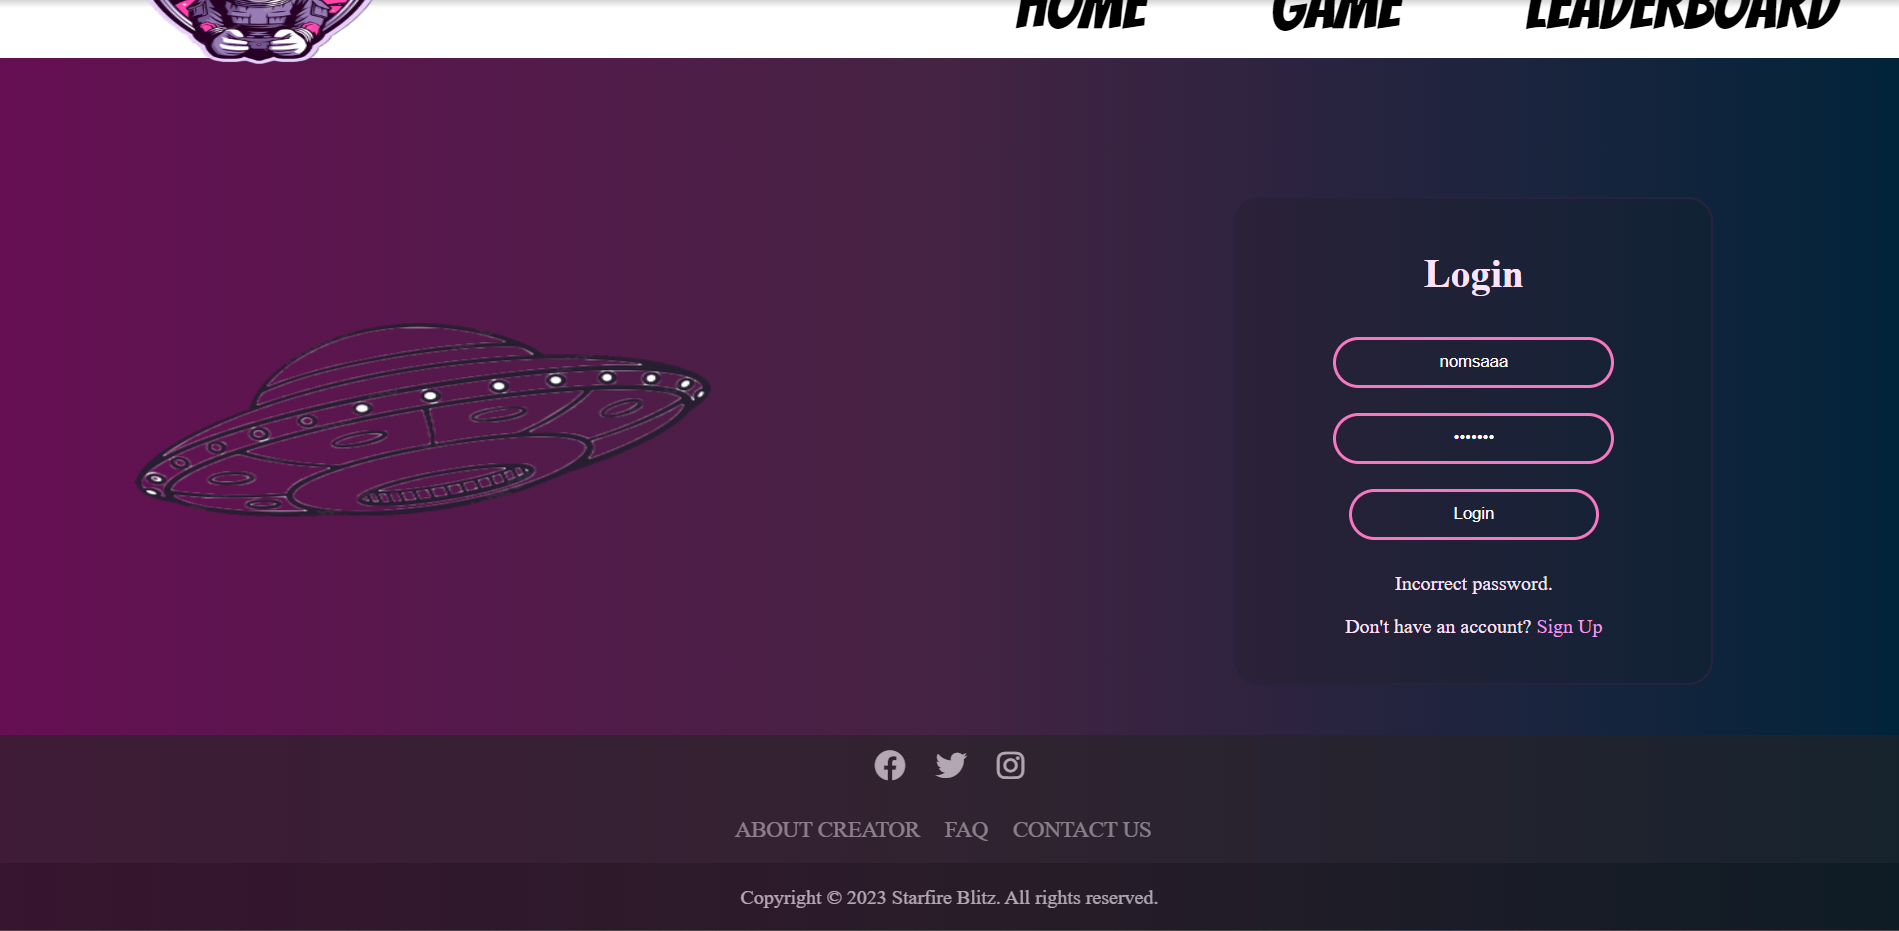 HOME GAME LEADERBOARD
Login
nomsaaa
•••••••
Login
Incorrect password.
Don't have an account? Sign Up
ABOUT CREATOR FAQ CONTACT US
Copyright © 2023 Starfire Blitz. All rights reserved.